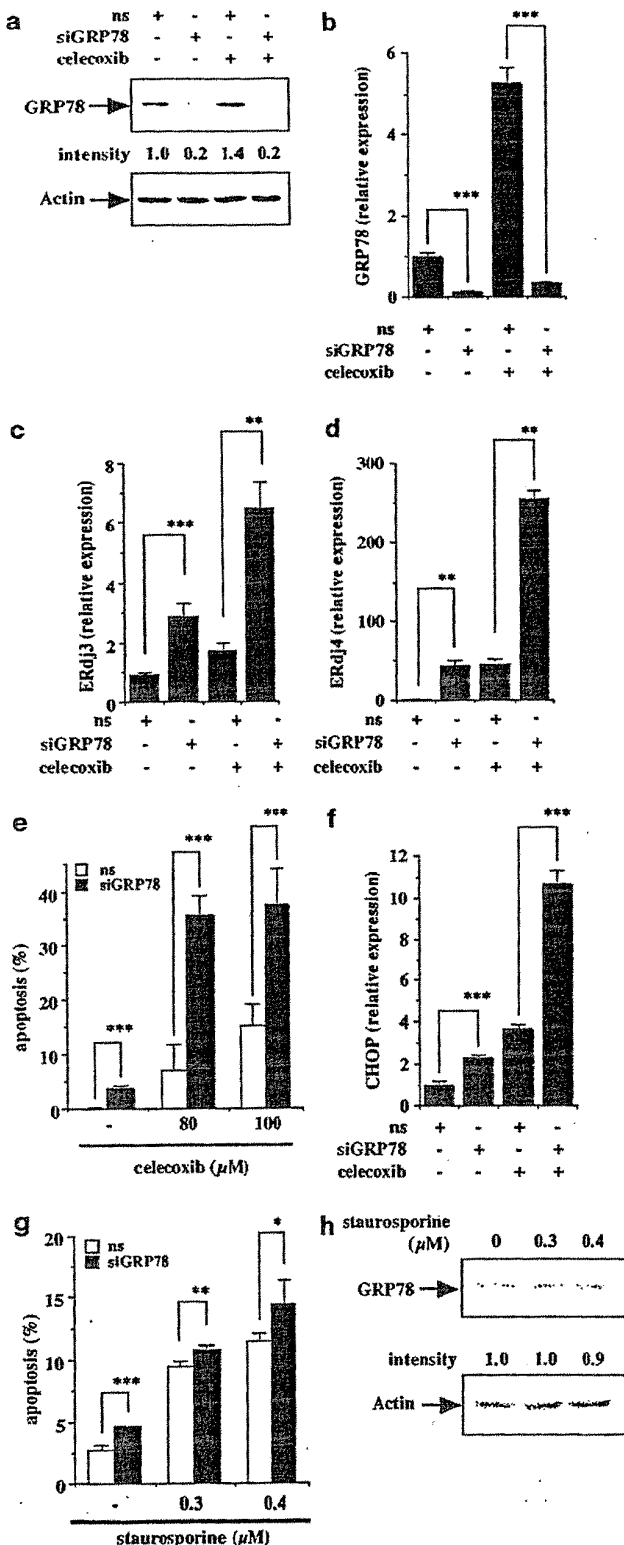 a
ns + - + -
siGRP78 - + - +
celecoxib - - + +
GRP78
intensity 1.0 0.2 1.4 0.2
Actin
b
***
***
GRP78 (relative expression)
6
4
2
0
ns + - + -
siGRP78 - + - +
celecoxib - - + +
c
**
***
ERdj3 (relative expression)
8
6
4
2
0
ns + - + -
siGRP78 - + - +
celecoxib - - + +
d
**
**
ERdj4 (relative expression)
300
200
100
0
ns + - + -
siGRP78 - + - +
celecoxib - - + +
e
ns
siGRP78
***
***
***
apoptosis (%)
40
30
20
10
0
- 80 100
celecoxib (µM)
f
***
***
CHOP (relative expression)
12
10
8
6
4
2
0
ns + - + -
siGRP78 - + - +
celecoxib - - + +
g
ns
siGRP78
*
**
***
apoptosis (%)
20
15
10
5
0
- 0.3 0.4
staurosporine (µM)
h
staurosporine
(µM) 0 0.3 0.4
GRP78
intensity 1.0 1.0 0.9
Actin